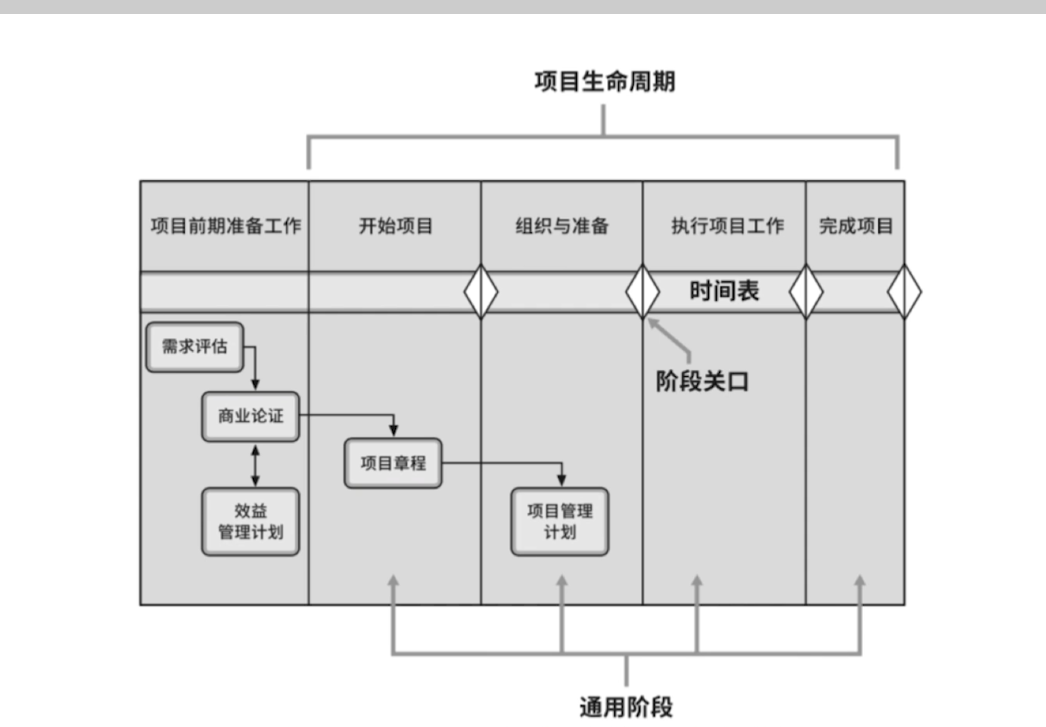 项目生命周期
项目前期准备工作
开始项目
组织与准备
执行项目工作
完成项目
时间表
需求评估
阶段关口
商业论证
项目章程
效益
管理计划
项目管理
计划
通用阶段